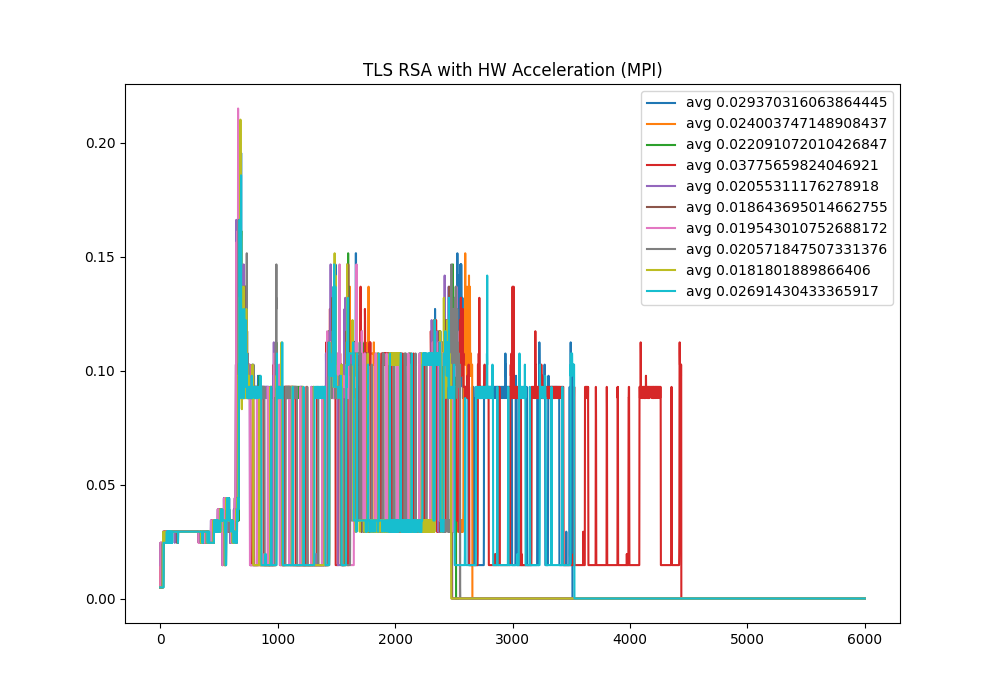 TLS RSA with HW Acceleration (MPI)
avg 0.029370316063864445
avg 0.024003747148908437
avg 0.022091072010426847
avg 0.03775659824046921
avg 0.02055311176278918
avg 0.018643695014662755
avg 0.019543010752688172
avg 0.020571847507331376
avg 0.0181801889866406
avg 0.02691430433365917
0.20
0.15
0.10
0.05
0.00
0 1000 2000 3000 4000 5000 6000